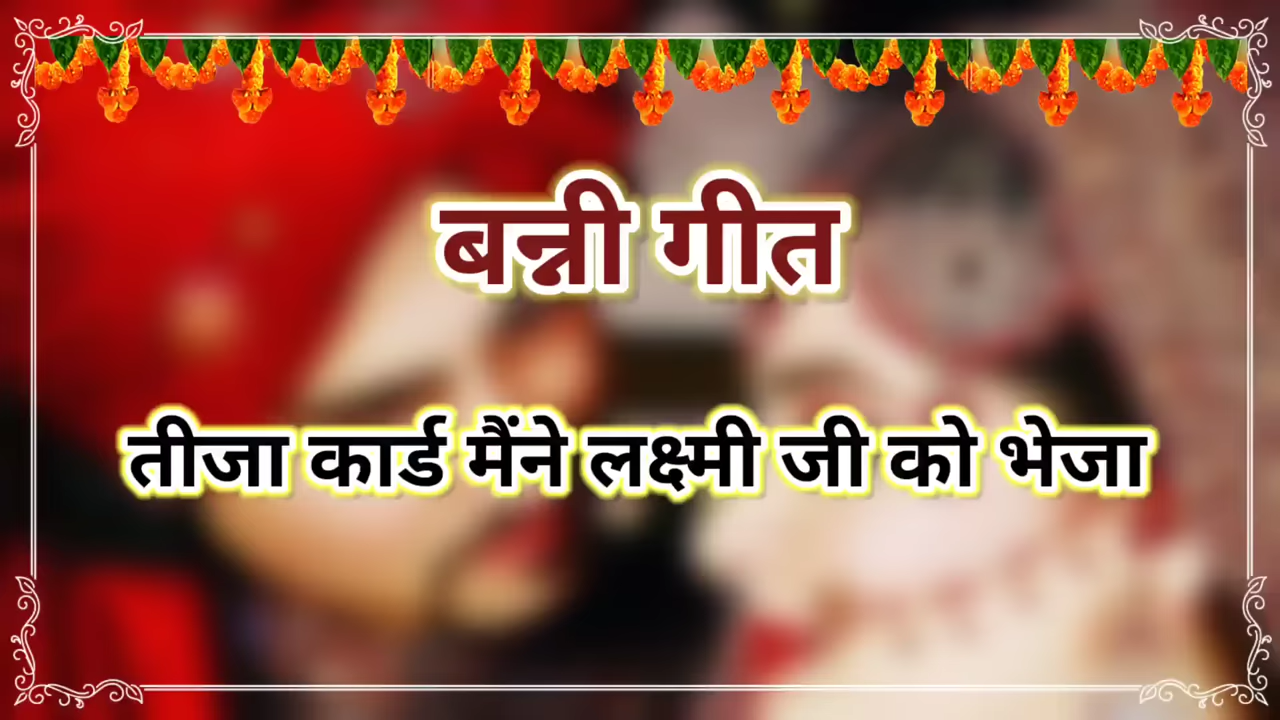 बन्नी गीत
तीजा कार्ड मैंने लक्ष्मी जी को भेजा